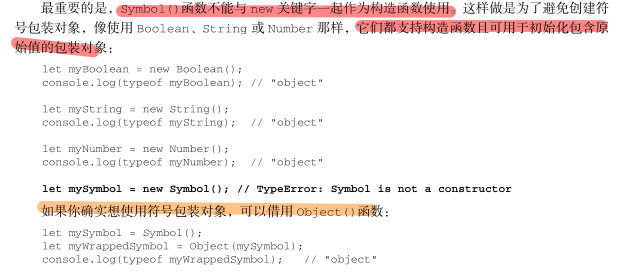 最重要的是，Symbol()函数不能与 new 关键字一起作为构造函数使用。这样做是为了避免创建符
号包装对象，像使用 Boolean、String 或 Number 那样，它们都支持构造函数且可用于初始化包含原
始值的包装对象：
let myBoolean = new Boolean();
console.log(typeof myBoolean); // "object"
let myString = new String();
console.log(typeof myString);  // "object"
let myNumber = new Number();
console.log(typeof myNumber);  // "object"
let mySymbol = new Symbol(); // TypeError: Symbol is not a constructor
如果你确实想使用符号包装对象，可以借用 Object()函数：
let mySymbol = Symbol();
let myWrappedSymbol = Object(mySymbol);
console.log(typeof myWrappedSymbol);   // "object"